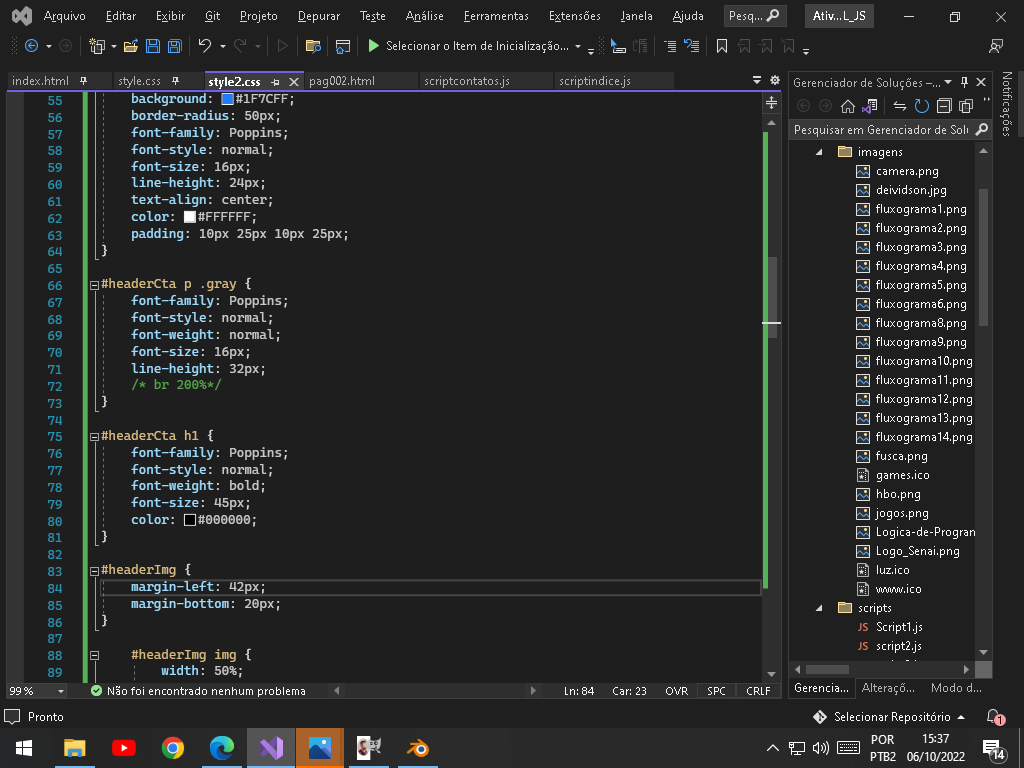 Arquivo Editar Exibir Git Projeto Depurar Teste Análise Ferramentas Extensões Janela Ajuda Pesq... Ativ...L_JS
Selecionar o Item de Inicialização...
index.html style.css style2.css pag002.html scriptcontatos.js scriptindice.js
55 background: #1F7CFF;
56 border-radius: 50px;
57 font-family: Poppins;
58 font-style: normal;
59 font-size: 16px;
60 line-height: 24px;
61 text-align: center;
62 color: #FFFFFF;
63 padding: 10px 25px 10px 25px;
64 }
65
66 #headerCta p .gray {
67 font-family: Poppins;
68 font-style: normal;
69 font-weight: normal;
70 font-size: 16px;
71 line-height: 32px;
72 /* br 200%*/
73 }
74
75 #headerCta h1 {
76 font-family: Poppins;
77 font-style: normal;
78 font-weight: bold;
79 font-size: 45px;
80 color: #000000;
81 }
82
83 #headerImg {
84 margin-left: 42px;
85 margin-bottom: 20px;
86 }
87
88 #headerImg img {
89 width: 50%;
99 % Não foi encontrado nenhum problema Ln: 84 Car: 23 OVR SPC CRLF
Gerenciador de Soluções –...
Pesquisar em Gerenciador de Solu
imagens
camera.png
deividson.jpg
fluxograma1.png
fluxograma2.png
fluxograma3.png
fluxograma4.png
fluxograma5.png
fluxograma6.png
fluxograma8.png
fluxograma9.png
fluxograma10.png
fluxograma11.png
fluxograma12.png
fluxograma13.png
fluxograma14.png
fusca.png
games.ico
hbo.png
jogos.png
Logica-de-Progran
Logo_Senai.png
luz.ico
www.ico
scripts
JS Script1.js
JS script2.js
Gerencia... Alteraçõ... Modo d...
Notificações
Pronto Selecionar Repositório 1
POR
PTB2
15:37
06/10/2022
14